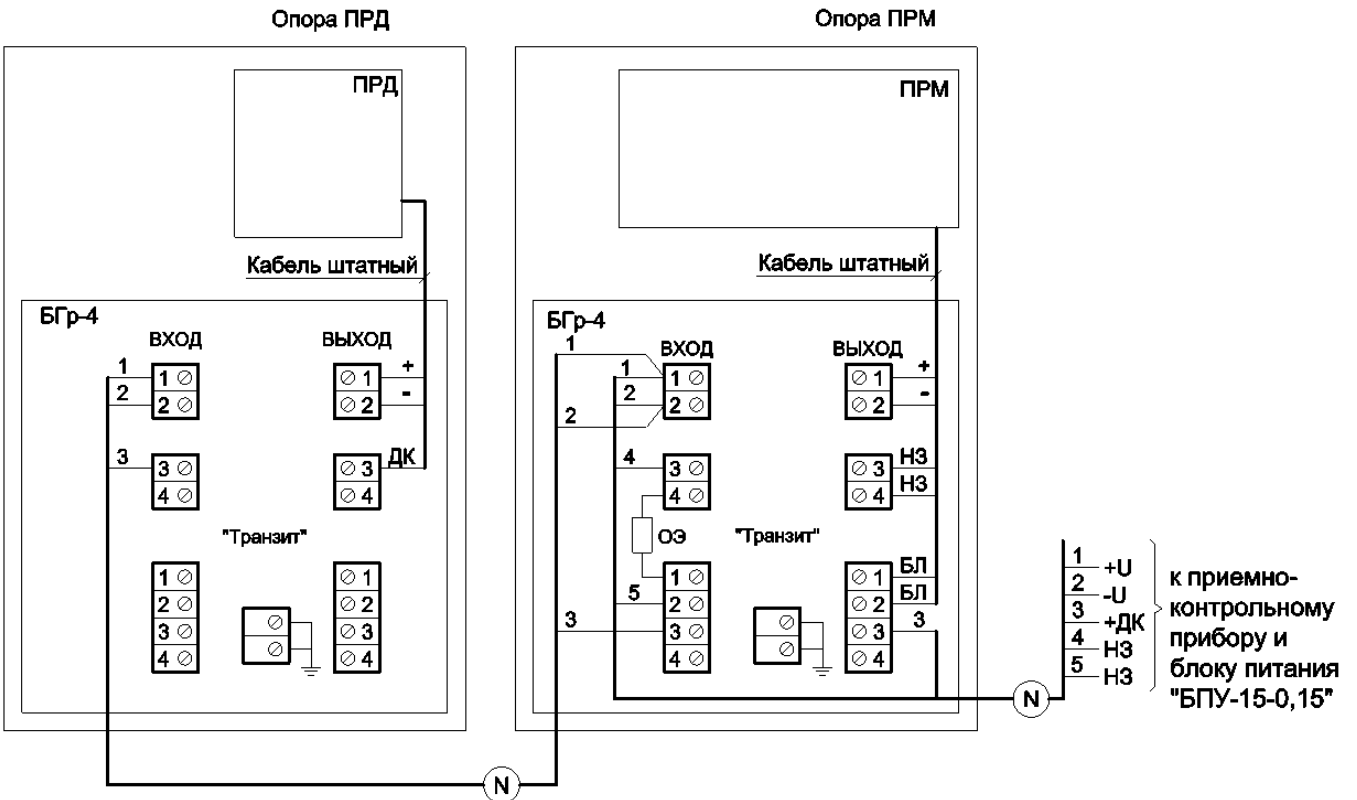 Опора ПРД
ПРД
Кабель штатный
БГр-4
ВХОД
ВЫХОД
1
2
3
1
2
3
4
1
2
3
4
+
-
ДК
"Транзит"
1
2
3
4
1
2
3
4
N
Опора ПРМ
ПРМ
Кабель штатный
БГр-4
1
2
3
ВХОД
ВЫХОД
1
2
4
5
1
2
3
4
1
2
3
4
+
-
НЗ
НЗ
ОЭ
"Транзит"
1
2
3
4
1
2
3
4
БЛ
БЛ
3
N
1 +U
2 -U
3 +ДК
4 НЗ
5 НЗ
к приемно-
контрольному
прибору и
блоку питания
"БПУ-15-0,15"